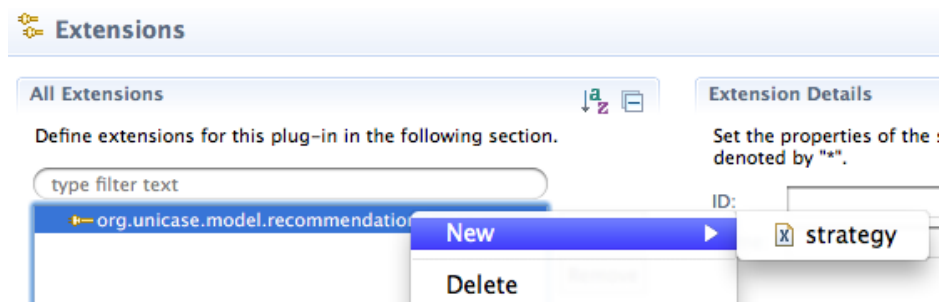 Extensions
All Extensions
Define extensions for this plug-in in the following section.
type filter text
org.unicase.model.recommendation
New
Delete
strategy
Extension Details
Set the properties of the
denoted by "*".
ID: